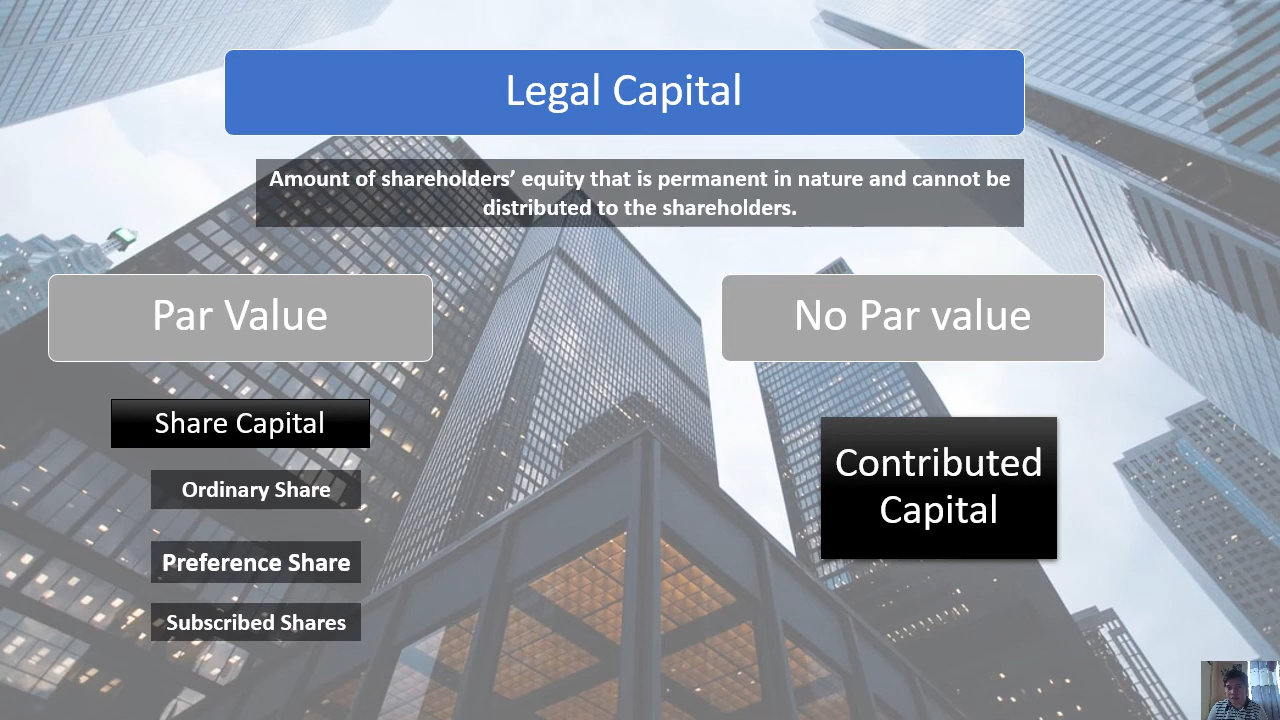 Legal Capital
Amount of shareholders’ equity that is permanent in nature and cannot be
distributed to the shareholders.
Par Value
No Par value
Share Capital
Ordinary Share
Preference Share
Subscribed Shares
Contributed
Capital